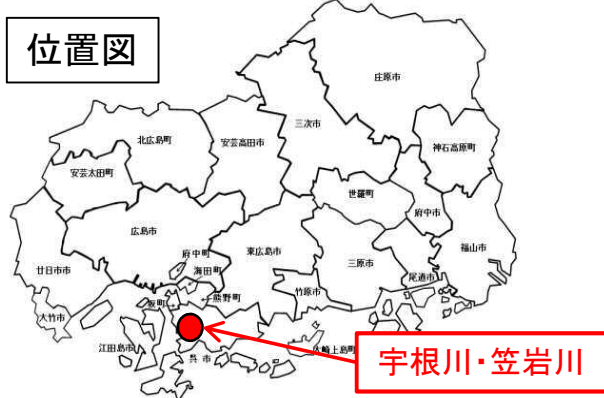 位置図
庄原市
三次市
北広島町
安芸高田市
神石高原町
安芸太田町
世羅町
府中市
広島市
府中町
東広島市
三原市
福山市
海田町
廿日市市
尾道市
竹原市
熊野町
坂町
大竹市
江田島市
呉市
大崎上島町
宇根川・笠岩川